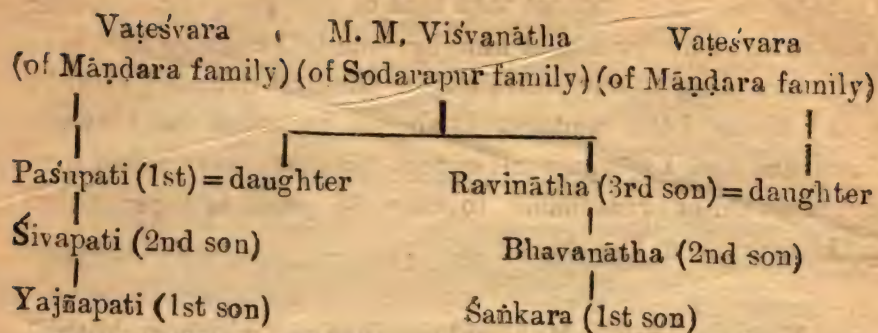 Vaṭeśvara M. M. Viśvanātha Vaṭeśvara
(of Māṇḍara family) (of Sodarapur family) (of Māṇḍara family)
Paśupati (1st) = daughter Ravinātha (3rd son) = daughter
Śivapati (2nd son) Bhavanātha (2nd son)
Yajñapati (1st son) Śaṅkara (1st son)